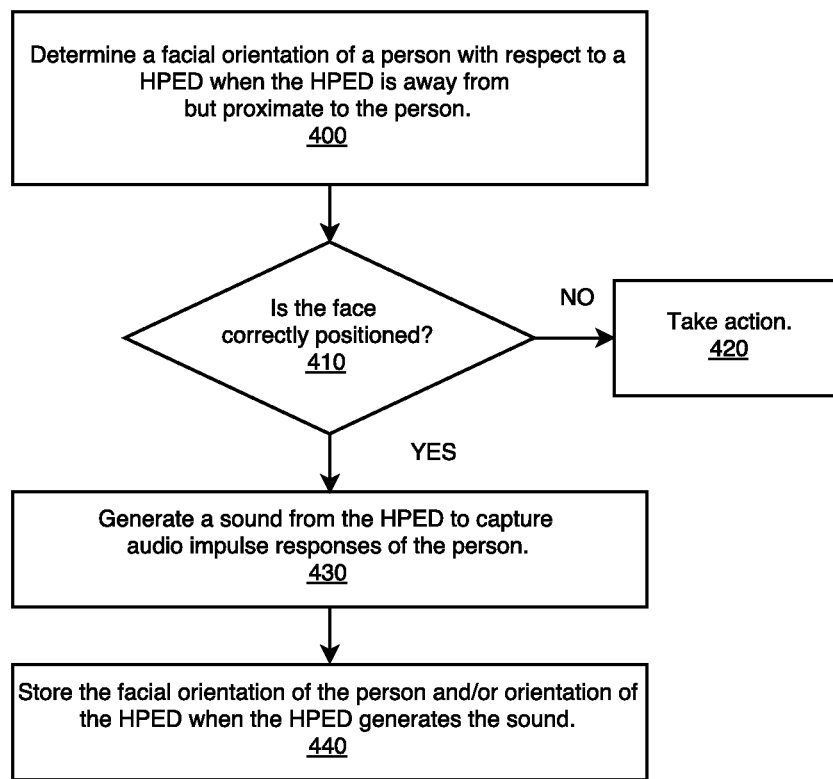 Determine a facial orientation of a person with respect to a
HPED when the HPED is away from
but proximate to the person.
400
Is the face
correctly positioned?
410
NO
Take action.
420
YES
Generate a sound from the HPED to capture
audio impulse responses of the person.
430
Store the facial orientation of the person and/or orientation of
the HPED when the HPED generates the sound.
440